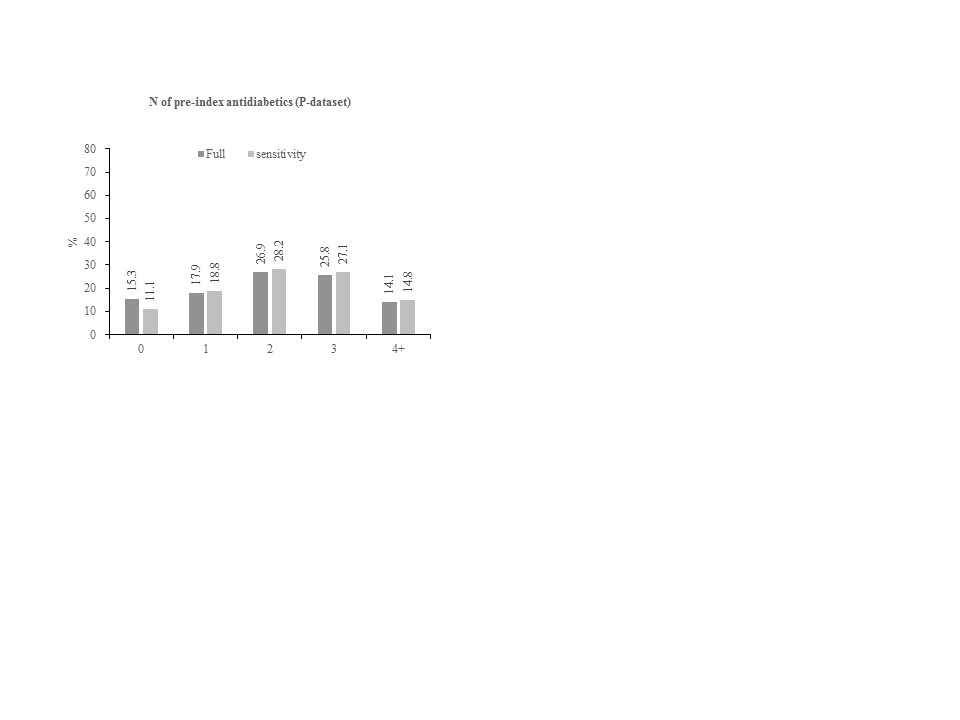 N of pre-index antidiabetics (P-dataset)
Full sensitivity
80
70
60
50
40
30
20
10
0
%
15.3 11.1 17.9 18.8 26.9 28.2 25.8 27.1 14.1 14.8
0 1 2 3 4+